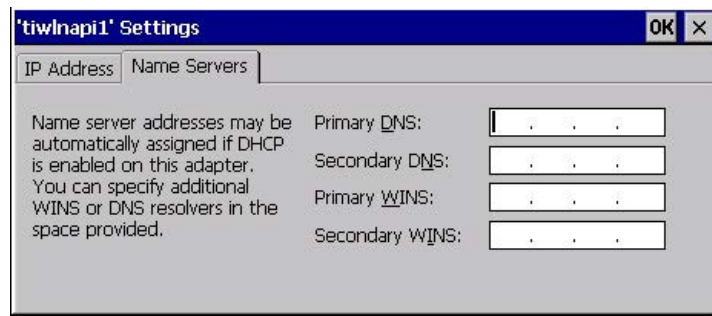 'tiwlnapi1' Settings
OK ×
IP Address
Name Servers
Name server addresses may be
automatically assigned if DHCP
is enabled on this adapter.
You can specify additional
WINS or DNS resolvers in the
space provided.
Primary DNS:
Secondary DNS:
Primary WINS:
Secondary WINS: